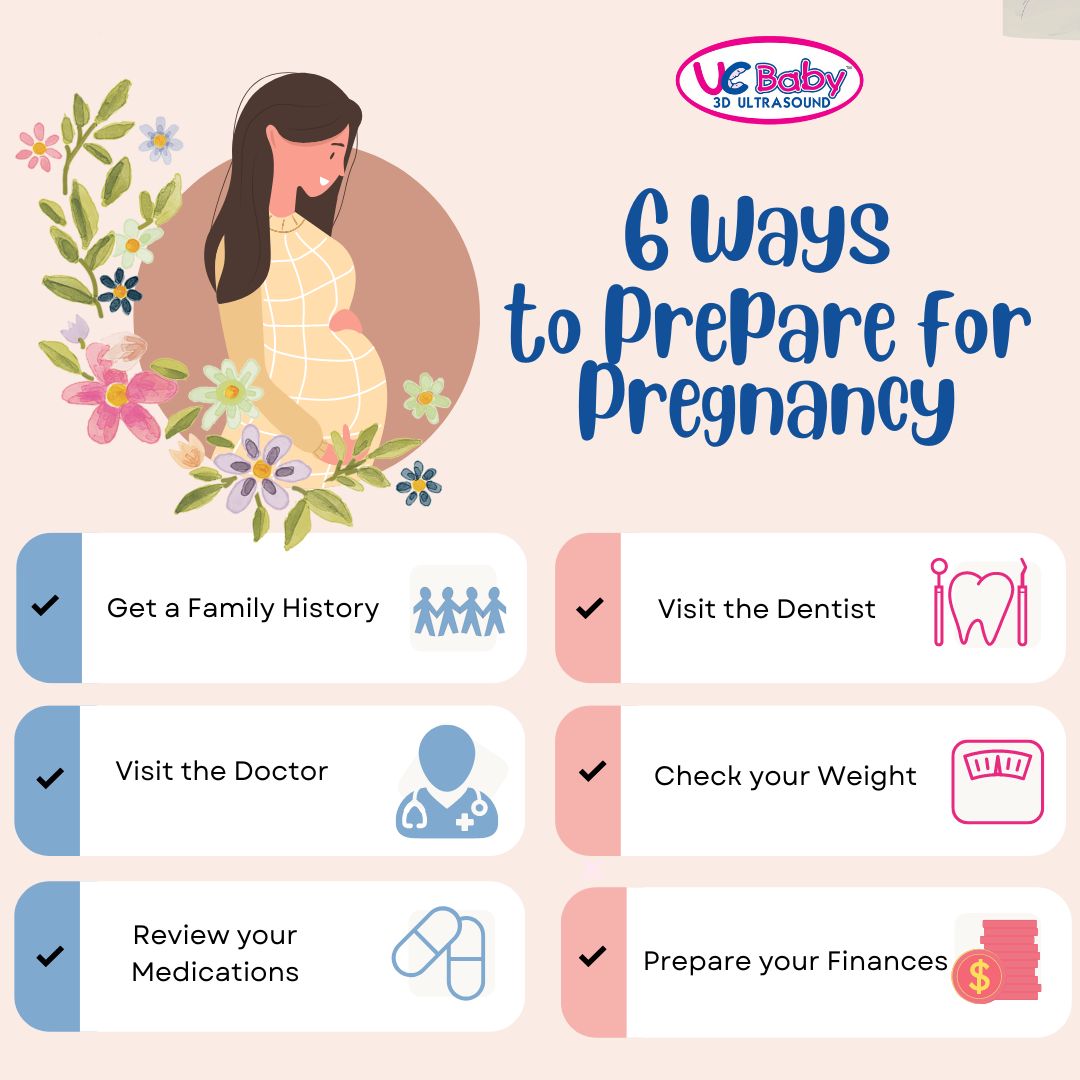 UC Baby™
3D ULTRASOUND
6 Ways
to Prepare for
Pregnancy
Get a Family History
Visit the Dentist
Visit the Doctor
Check your Weight
Review your
Medications
Prepare your Finances
$